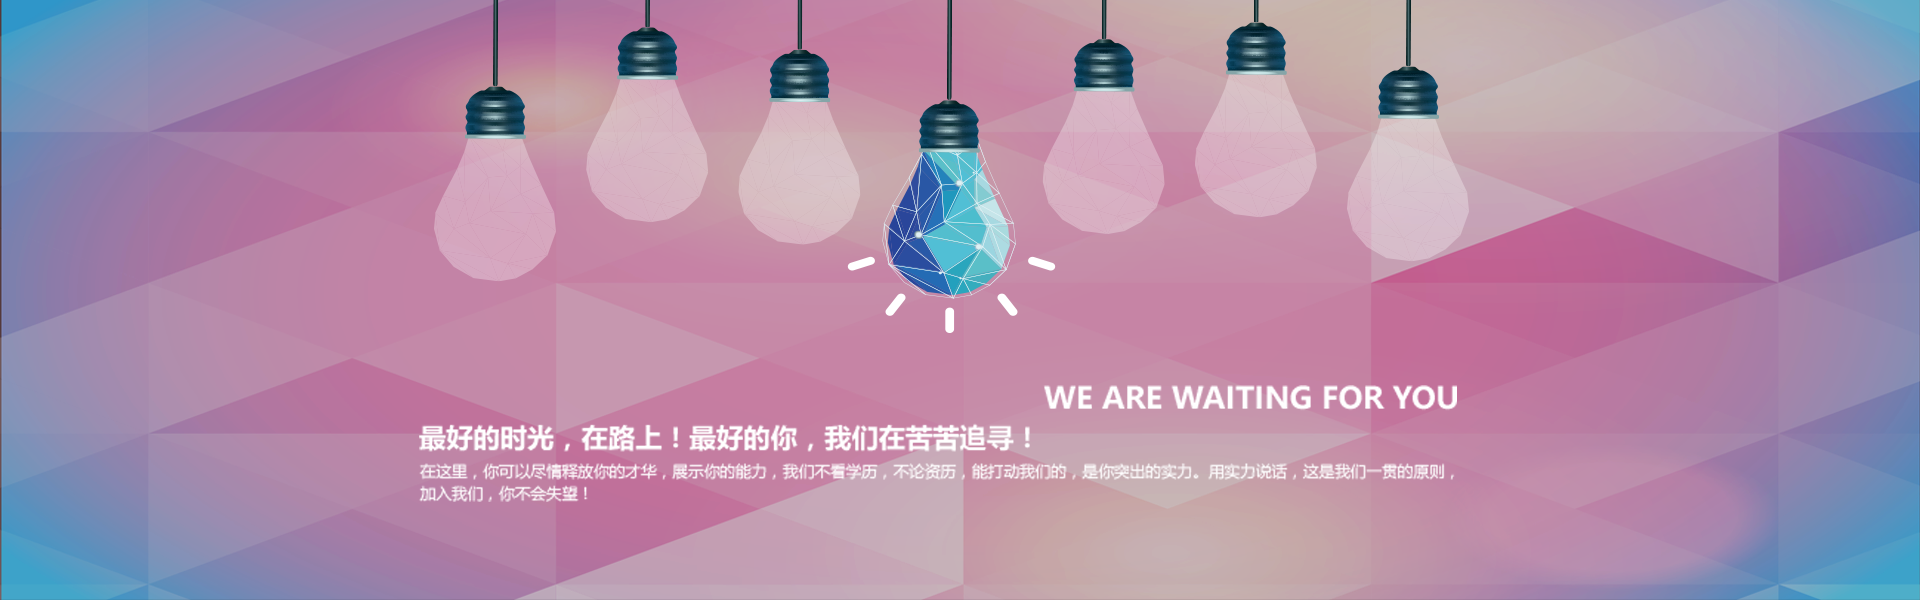 WE ARE WAITING FOR YOU
最好的时光，在路上！最好的你，我们在苦苦追寻！
在这里，你可以尽情释放你的才华，展示你的能力，我们不看学历，不论资历，能打动我们的，是你突出的实力。用实力说话，这是我们一贯的原则，
加入我们，你不会失望！